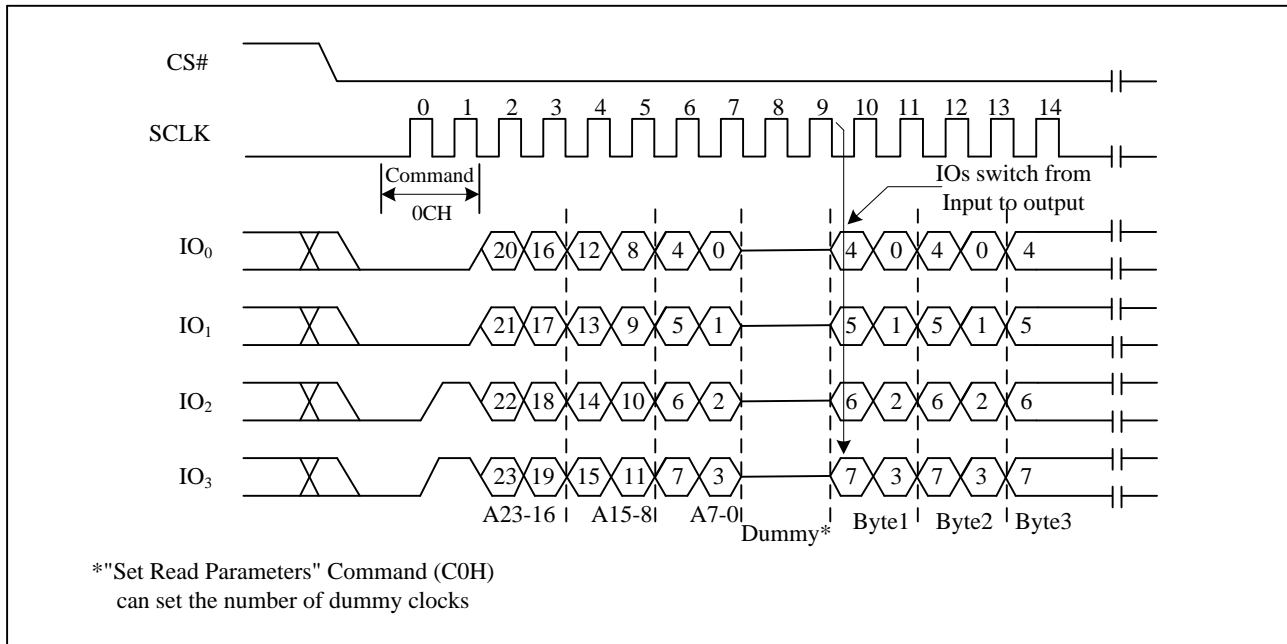 CS#
0 1 2 3 4 5 6 7 8 9 10 11 12 13 14
SCLK
Command
0CH
IOs switch from
Input to output
IO0 20 16 12 8 4 0 4 0 4 0 4
IO1 21 17 13 9 5 1 5 1 5 1 5
IO2 22 18 14 10 6 2 6 2 6 2 6
IO3 23 19 15 11 7 3 7 3 7 3 7
A23-16 A15-8 A7-0 Dummy* Byte1 Byte2 Byte3
*"Set Read Parameters" Command (C0H)
can set the number of dummy clocks